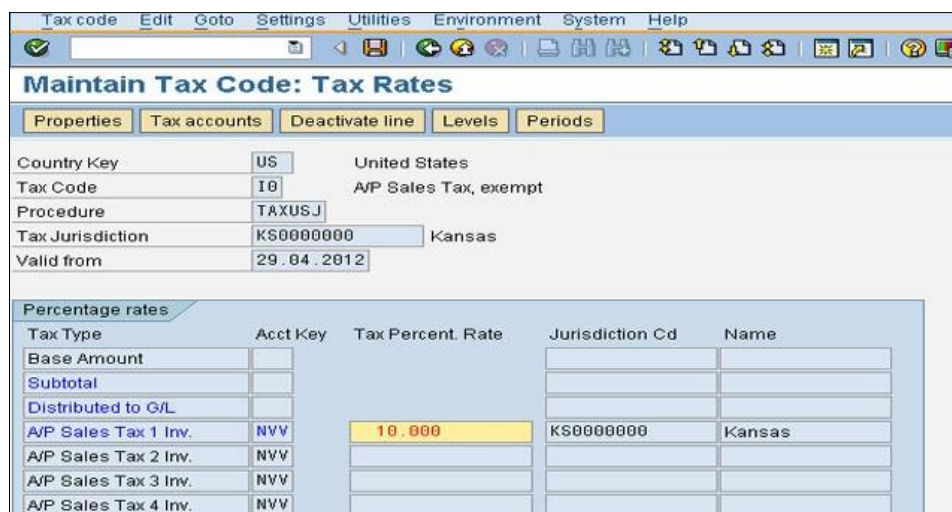 Tax code Edit Goto Settings Utilities Environment System Help
Maintain Tax Code: Tax Rates
Properties Tax accounts Deactivate line Levels Periods
Country Key US United States
Tax Code I0 A/P Sales Tax, exempt
Procedure TAXUSJ
Tax Jurisdiction KS0000000 Kansas
Valid from 29.04.2012
Percentage rates
Tax Type Acct Key Tax Percent. Rate Jurisdiction Cd Name
Base Amount
Subtotal
Distributed to G/L
A/P Sales Tax 1 Inv. NVV 10.000 KS0000000 Kansas
A/P Sales Tax 2 Inv. NVV
A/P Sales Tax 3 Inv. NVV
A/P Sales Tax 4 Inv. NVV